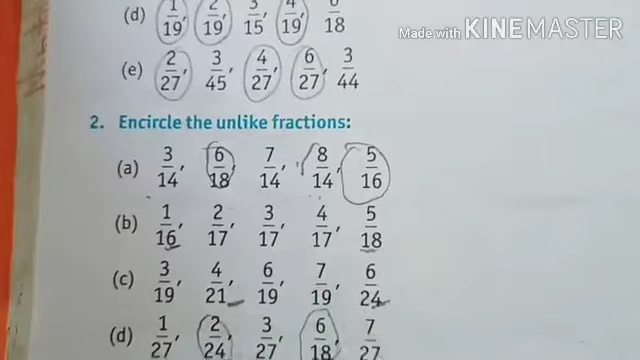 Made with KINEMASTER
(d) 1/19, 2/19, 3/15, 4/19, 6/18
(e) 2/27, 3/45, 4/27, 6/27, 3/44
2. Encircle the unlike fractions:
(a) 3/14, 6/18, 7/14, 8/14, 5/16
(b) 1/16, 2/17, 3/17, 4/17, 5/18
(c) 3/19, 4/21, 6/19, 7/19, 6/24
(d) 1/27, 2/24, 3/27, 6/18, 7/27